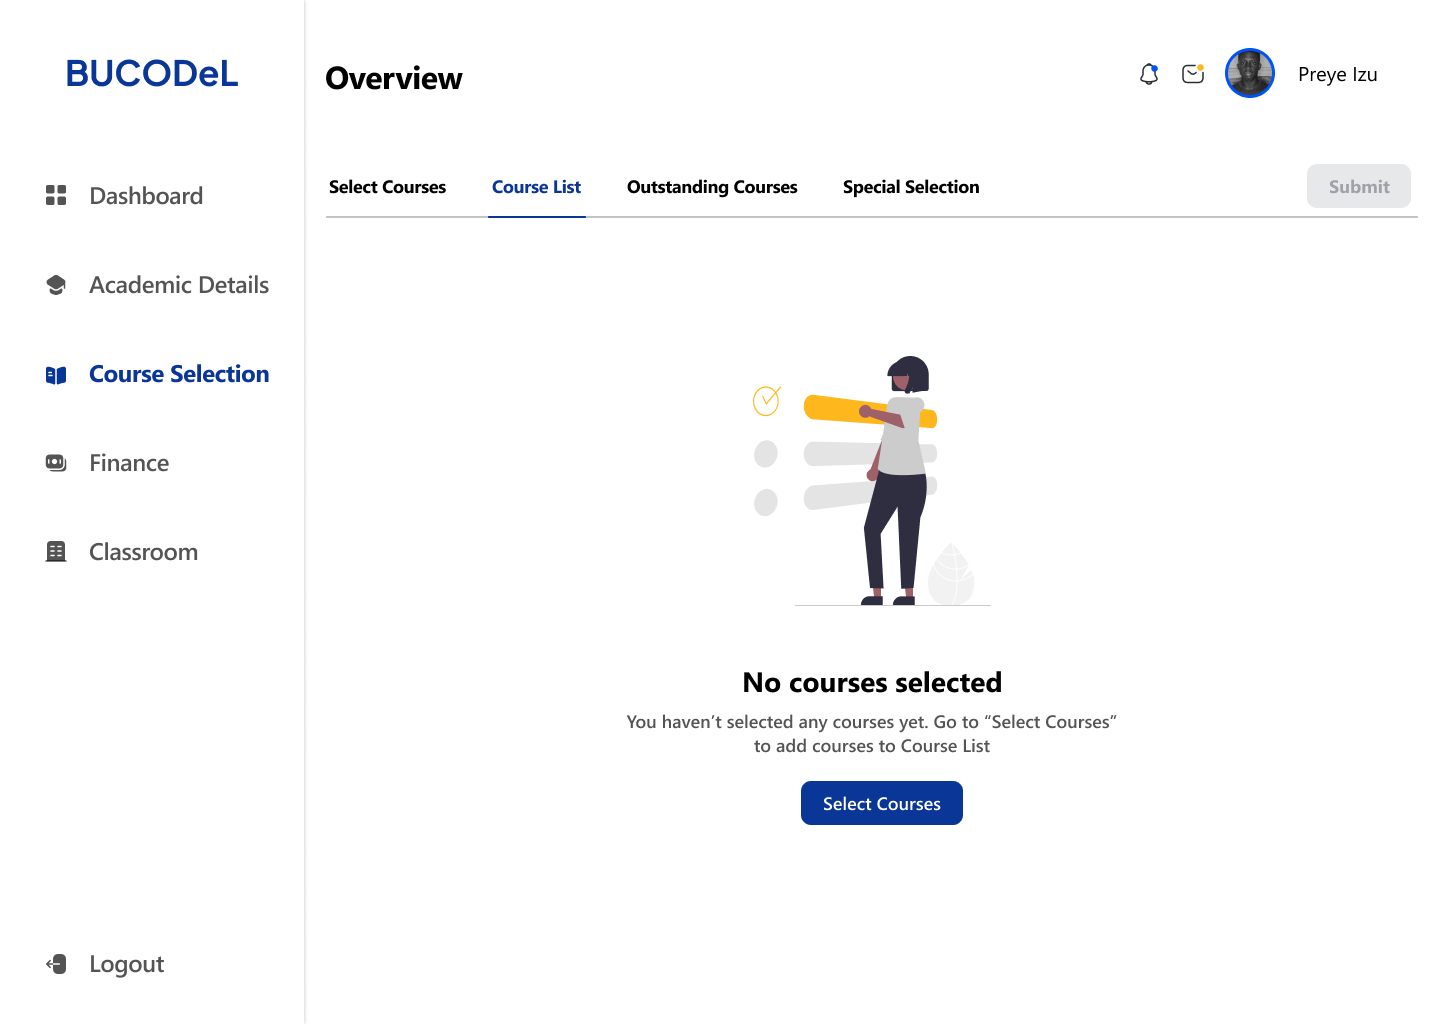 BUCODeL
Overview
Preye Izu
Dashboard
Academic Details
Course Selection
Finance
Classroom
Logout
Select Courses
Course List
Outstanding Courses
Special Selection
Submit
No courses selected
You haven’t selected any courses yet. Go to “Select Courses”
to add courses to Course List
Select Courses